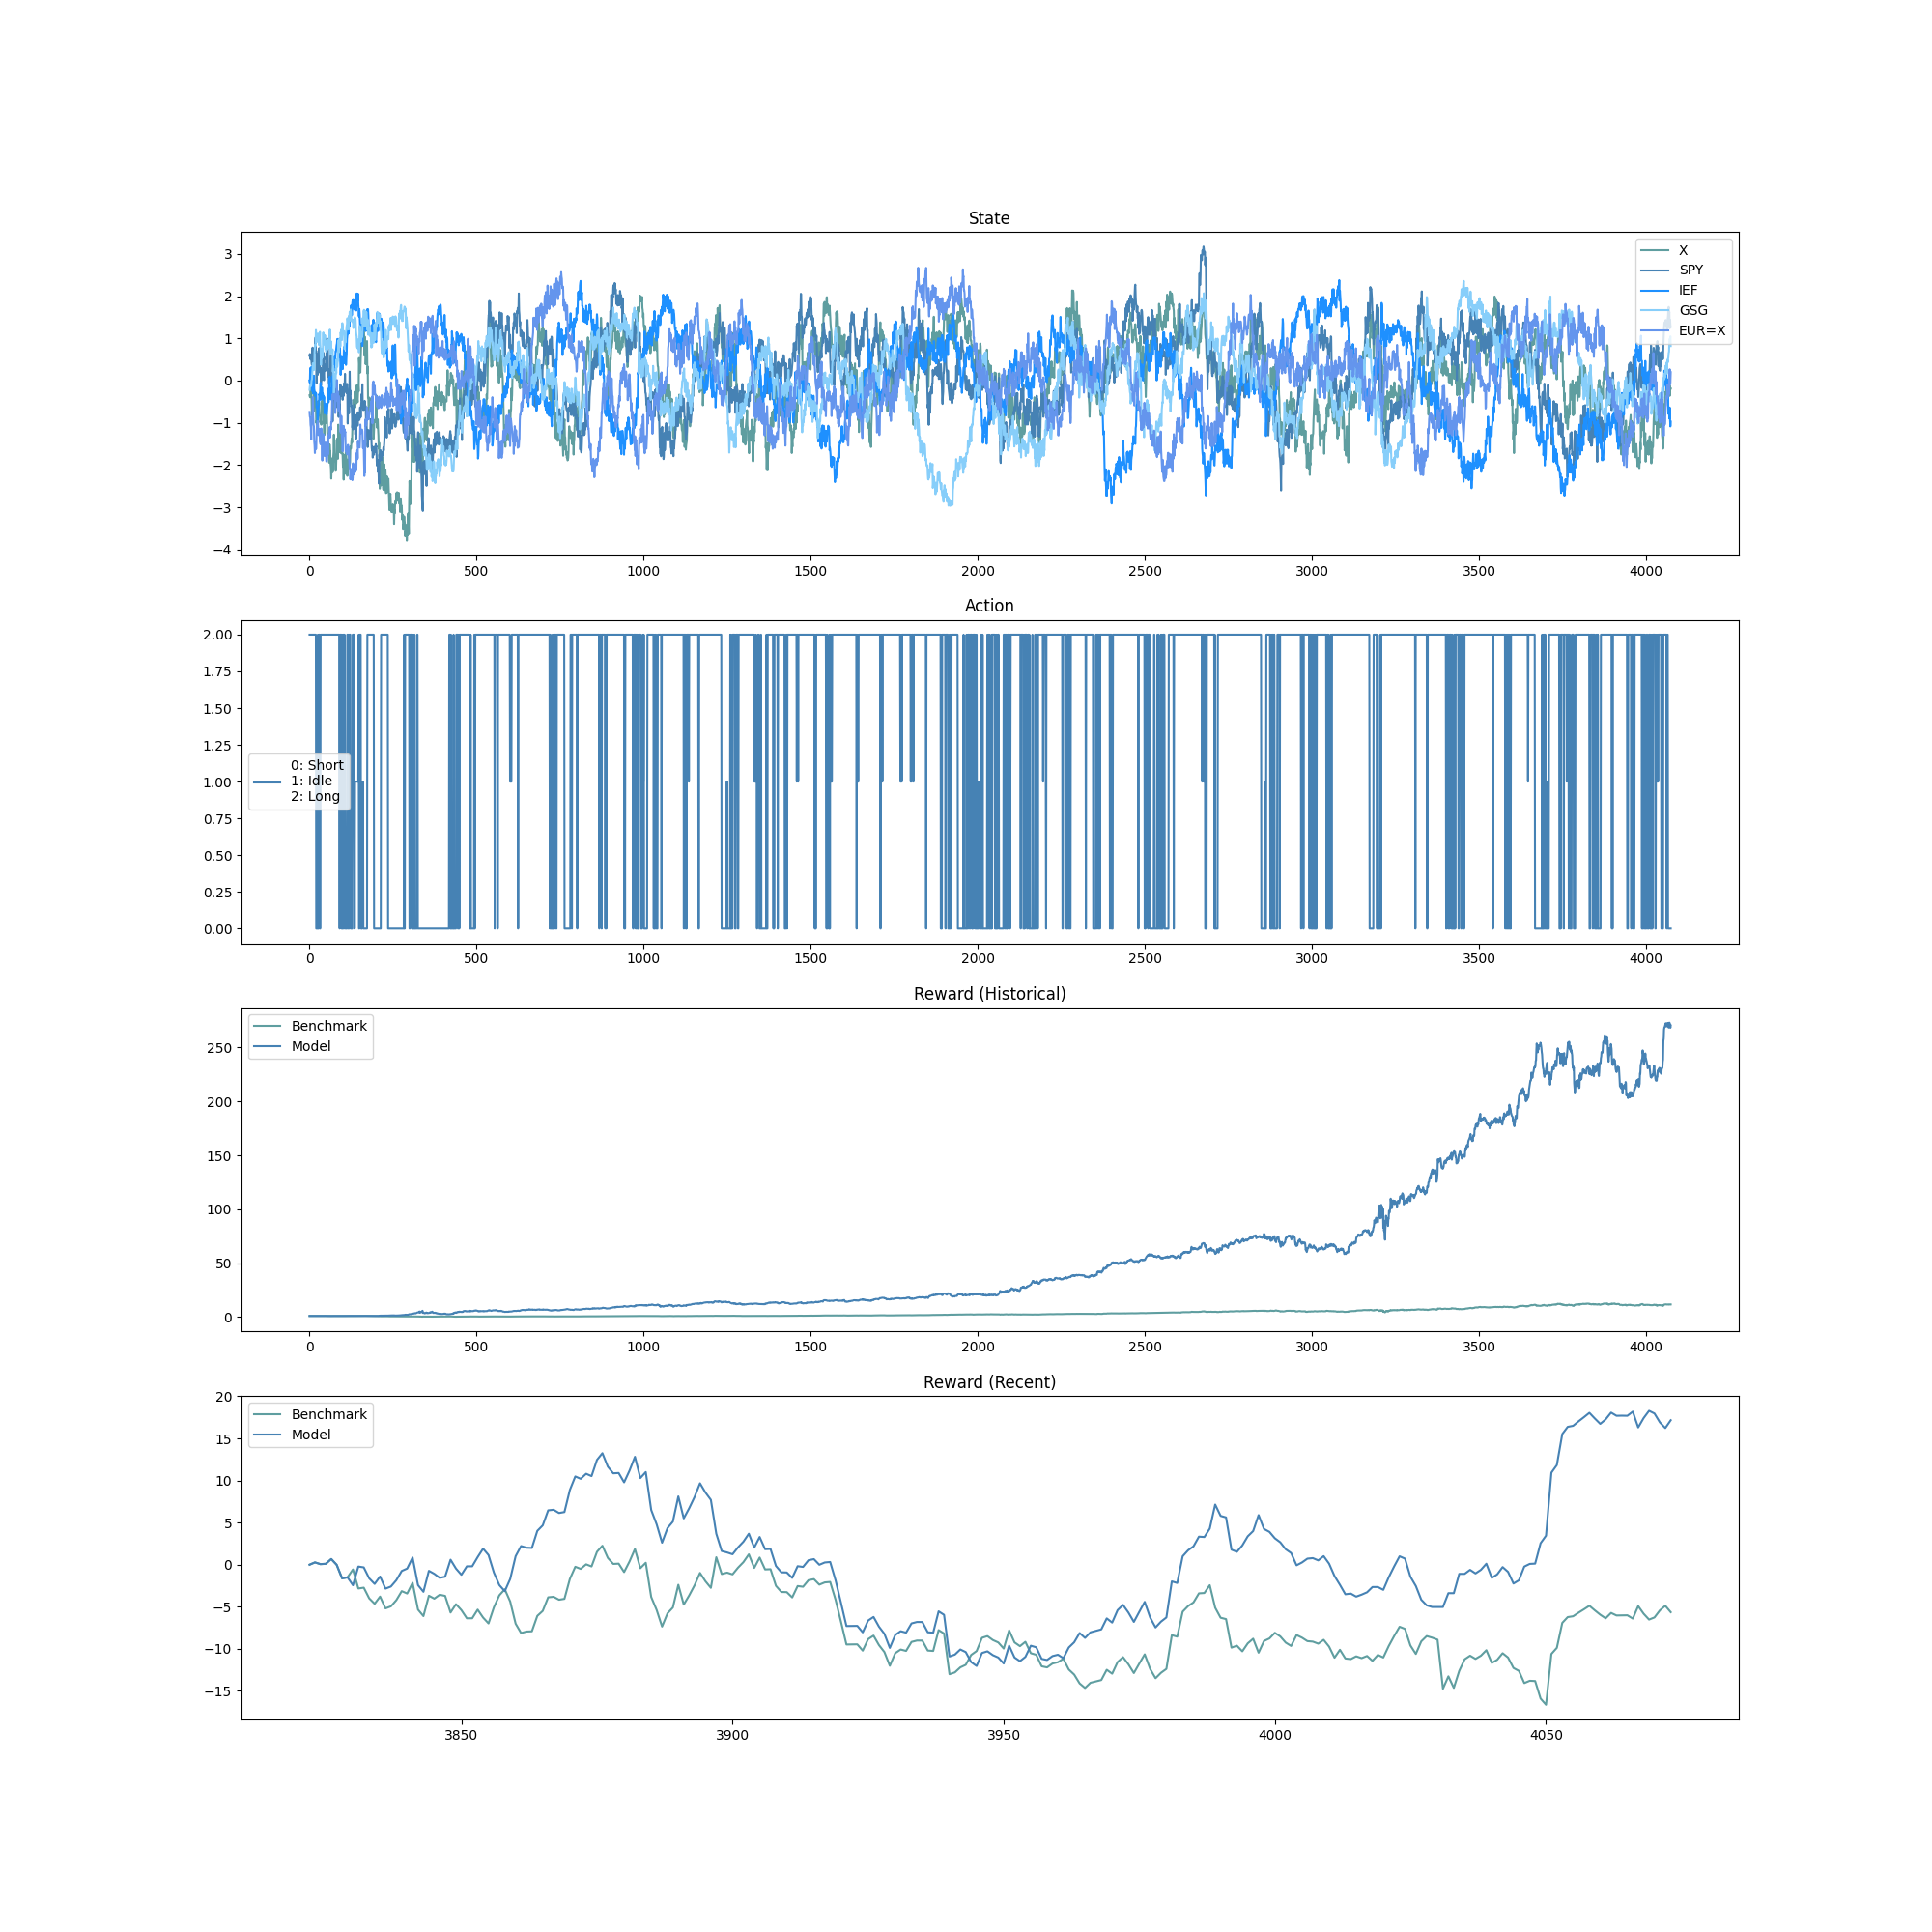 State
3
2
1
0
−1
−2
−3
−4
X
SPY
IEF
GSG
EUR=X
0 500 1000 1500 2000 2500 3000 3500 4000
Action
2.00
1.75
1.50
1.25
1.00
0.75
0.50
0.25
0.00
0: Short
1: Idle
2: Long
0 500 1000 1500 2000 2500 3000 3500 4000
Reward (Historical)
250
200
150
100
50
0
Benchmark
Model
0 500 1000 1500 2000 2500 3000 3500 4000
Reward (Recent)
20
15
10
5
0
−5
−10
−15
Benchmark
Model
3850 3900 3950 4000 4050